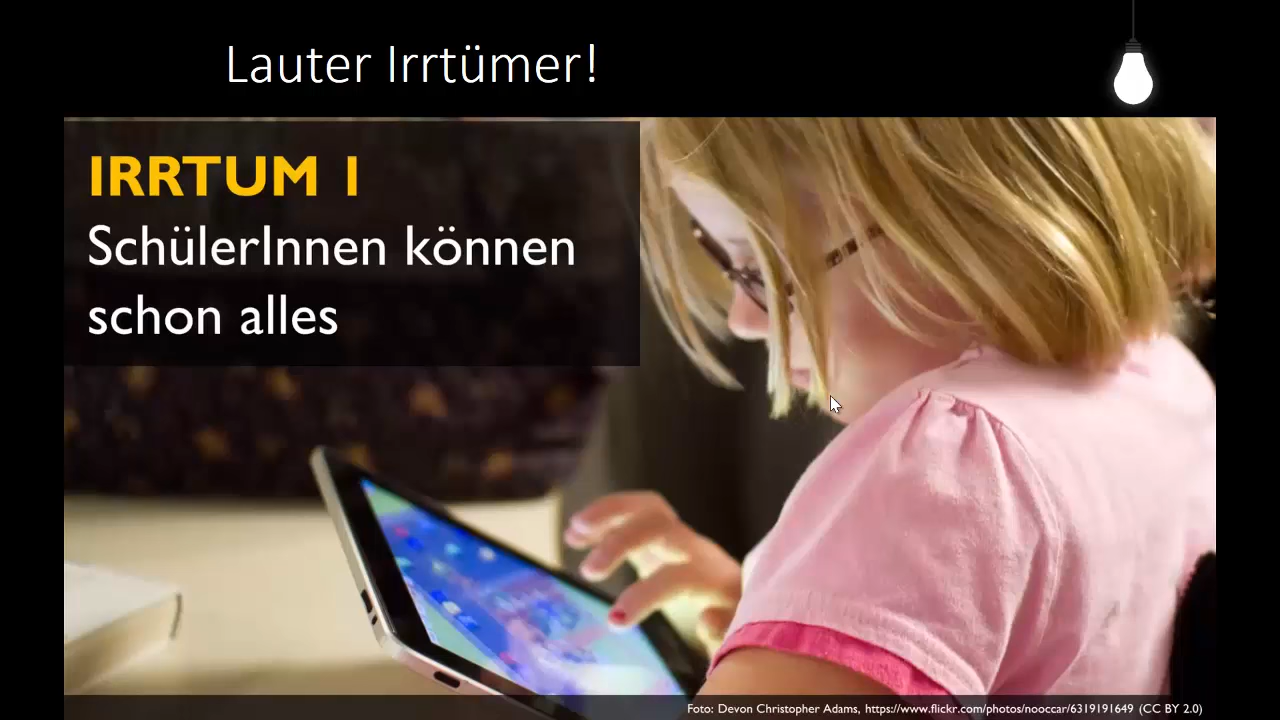 Lauter Irrtümer!
IRRTUM 1
SchülerInnen können
schon alles
Foto: Devon Christopher Adams, https://www.flickr.com/photos/nooccar/6319191649 (CC BY 2.0)